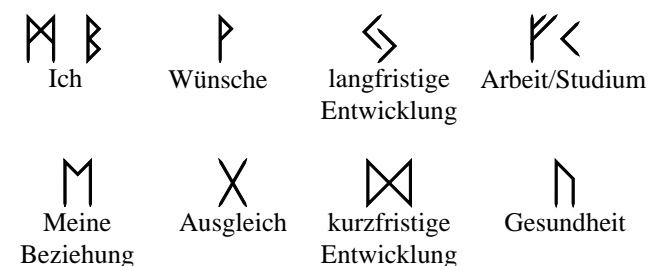 ᛗ ᛒ ᚹ ᛃ ᚠ ᚲ
Ich Wünsche langfristige Arbeit/Studium
Entwicklung
ᛖ ᚷ ᛞ ᚢ
Meine Ausgleich kurzfristige Gesundheit
Beziehung Entwicklung